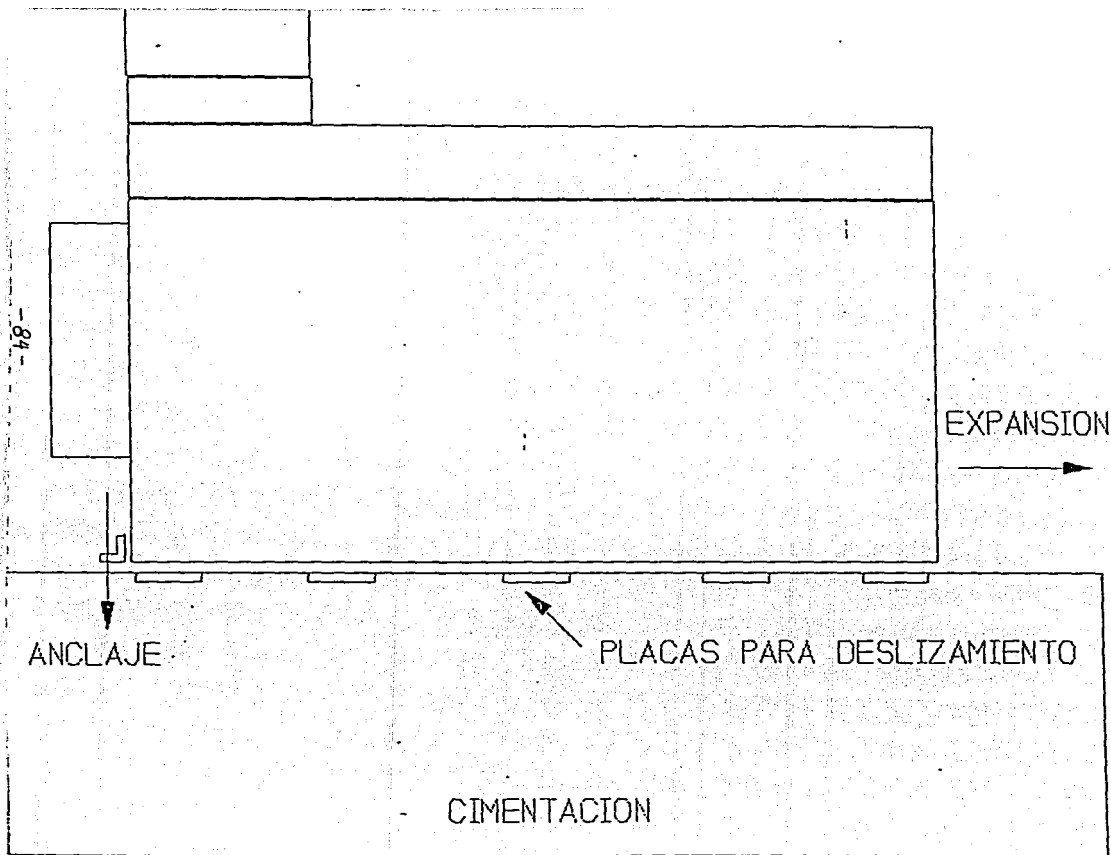 -84-
EXPANSION
ANCLAJE
PLACAS PARA DESLIZAMIENTO
CIMENTACION